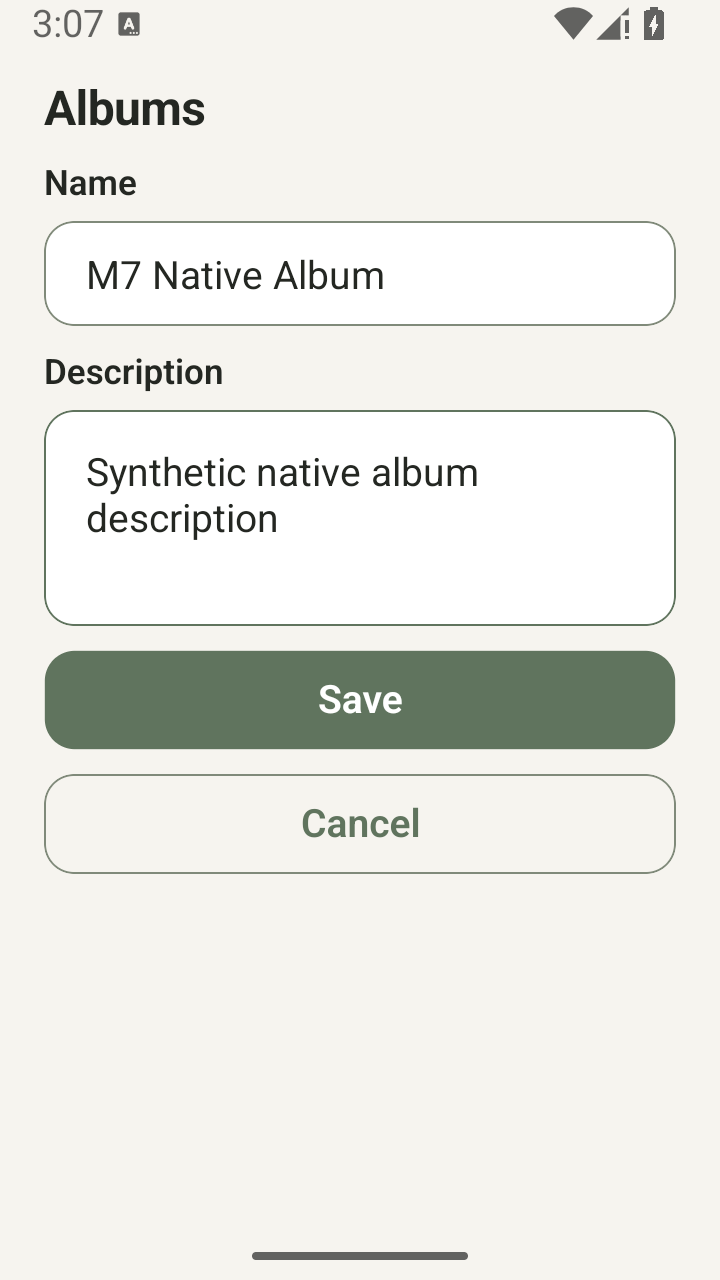 3:07
Albums
Name
M7 Native Album
Description
Synthetic native album
description
Save
Cancel